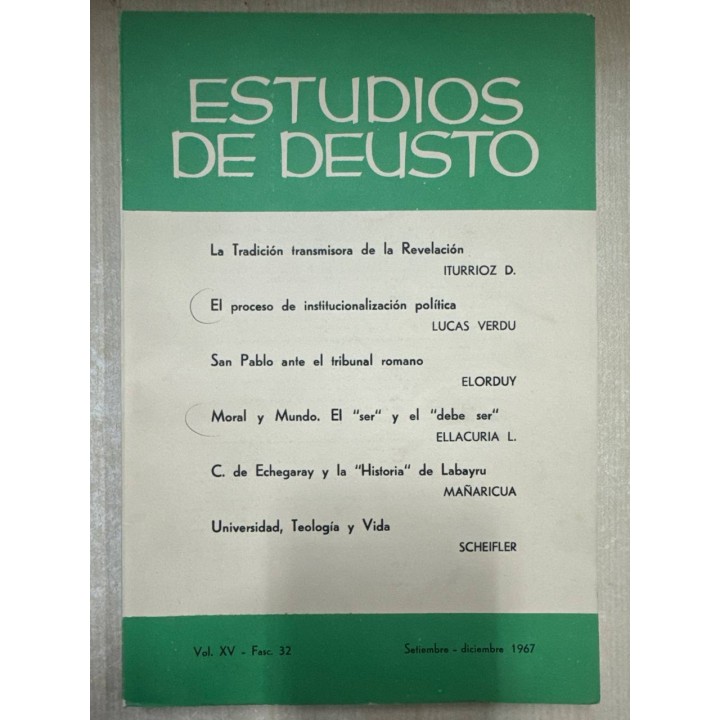 ESTUDIOS
DE DEUSTO
La Tradición transmisora de la Revelación
ITURRIOZ D.
El proceso de institucionalización política
LUCAS VERDU
San Pablo ante el tribunal romano
ELORDUY
Moral y Mundo. El "ser" y el "debe ser"
ELLACURIA L.
C. de Echegaray y la "Historia" de Labayru
MAÑARICUA
Universidad, Teología y Vida
SCHEIFLER
Vol. XV - Fasc. 32
Setiembre - diciembre 1967